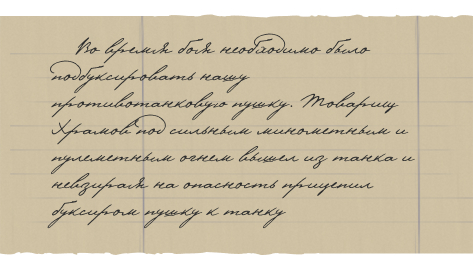 Во время боя необходимо было
подбуксировать нашу
противотанковую пушку. Товарищ
Храмов под сильным минометным и
пулеметным огнем вышел из танка и
невзирая на опасность прицепил
буксиром пушку к танку